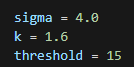 sigma = 4.0
k = 1.6
threshold = 15